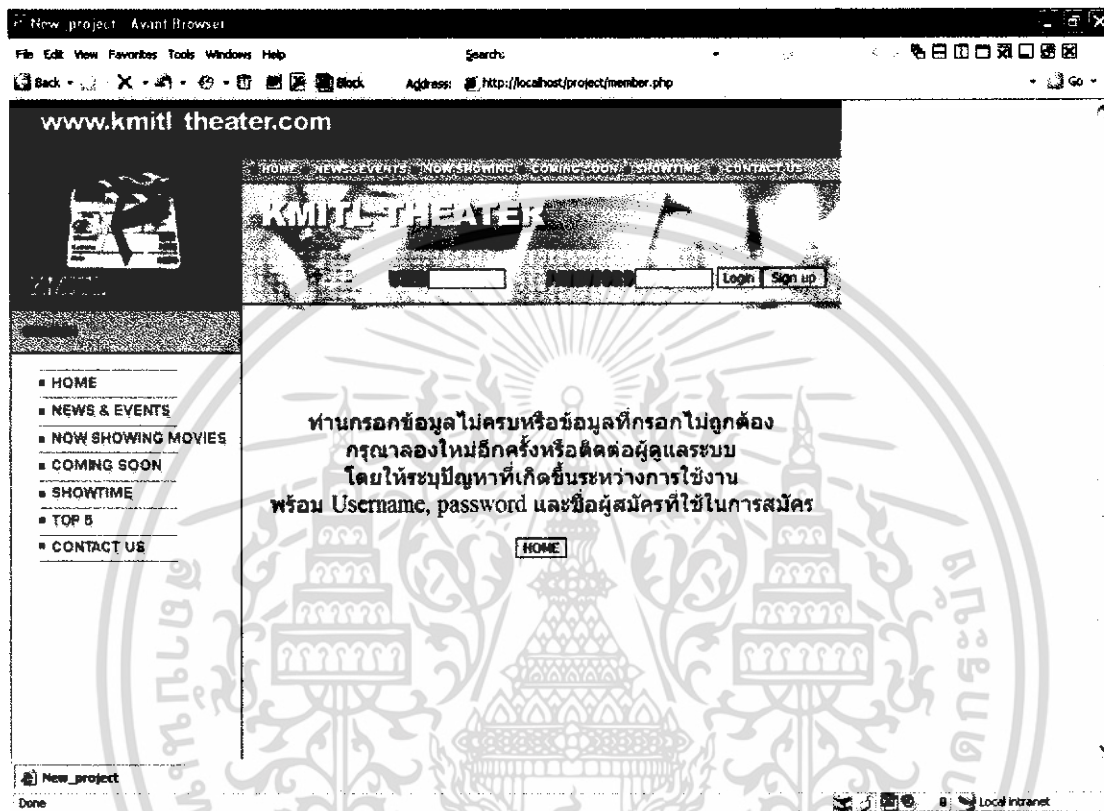 New_project - Avant Browser
File Edit View Favorites Tools Windows Help Search:
Back Block Address: http://localhost/project/member.php Go
www.kmitl theater.com
HOME NEWS&EVENTS NOW SHOWING COMING SOON SHOWTIME CONTACT US
KMITL THEATER
Login Sign up
HOME
NEWS & EVENTS
NOW SHOWING MOVIES
COMING SOON
SHOWTIME
TOP 5
CONTACT US
ท่านกรอกข้อมูลไม่ครบหรือข้อมูลที่กรอกไม่ถูกต้อง
กรุณาลองใหม่อีกครั้งหรือติดต่อผู้ดูแลระบบ
โดยให้ระบุปัญหาที่เกิดขึ้นระหว่างการใช้งาน
พร้อม Username, password และชื่อผู้สมัครที่ใช้ในการสมัคร
HOME
New_project
Done Local intranet